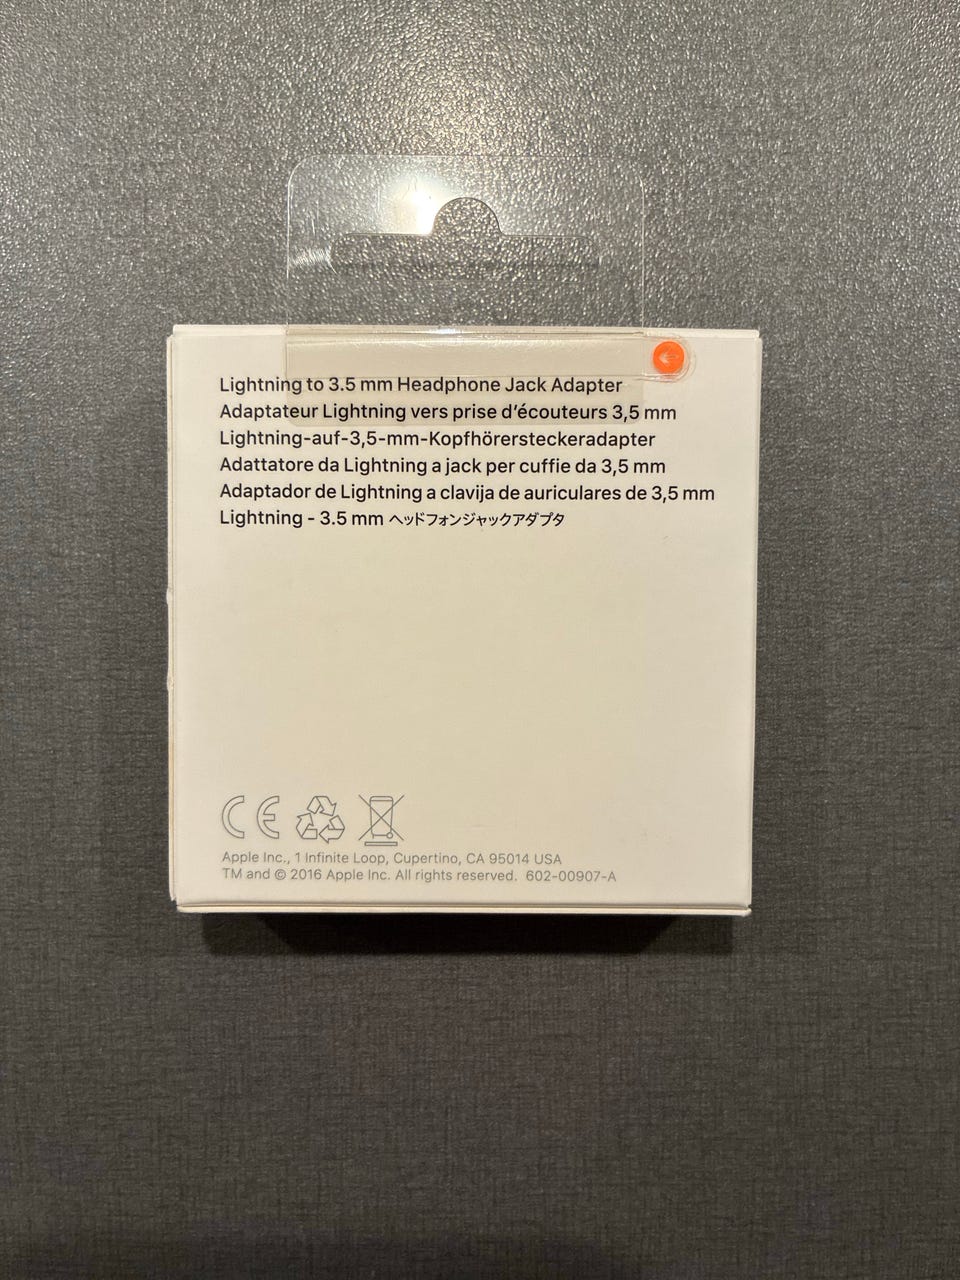 Lightning to 3.5 mm Headphone Jack Adapter
Adaptateur Lightning vers prise d’écouteurs 3,5 mm
Lightning-auf-3,5-mm-Kopfhörersteckeradapter
Adattatore da Lightning a jack per cuffie da 3,5 mm
Adaptador de Lightning a clavija de auriculares de 3,5 mm
Lightning - 3.5 mm ヘッドフォンジャックアダプタ
CE
Apple Inc., 1 Infinite Loop, Cupertino, CA 95014 USA
TM and © 2016 Apple Inc. All rights reserved. 602-00907-A